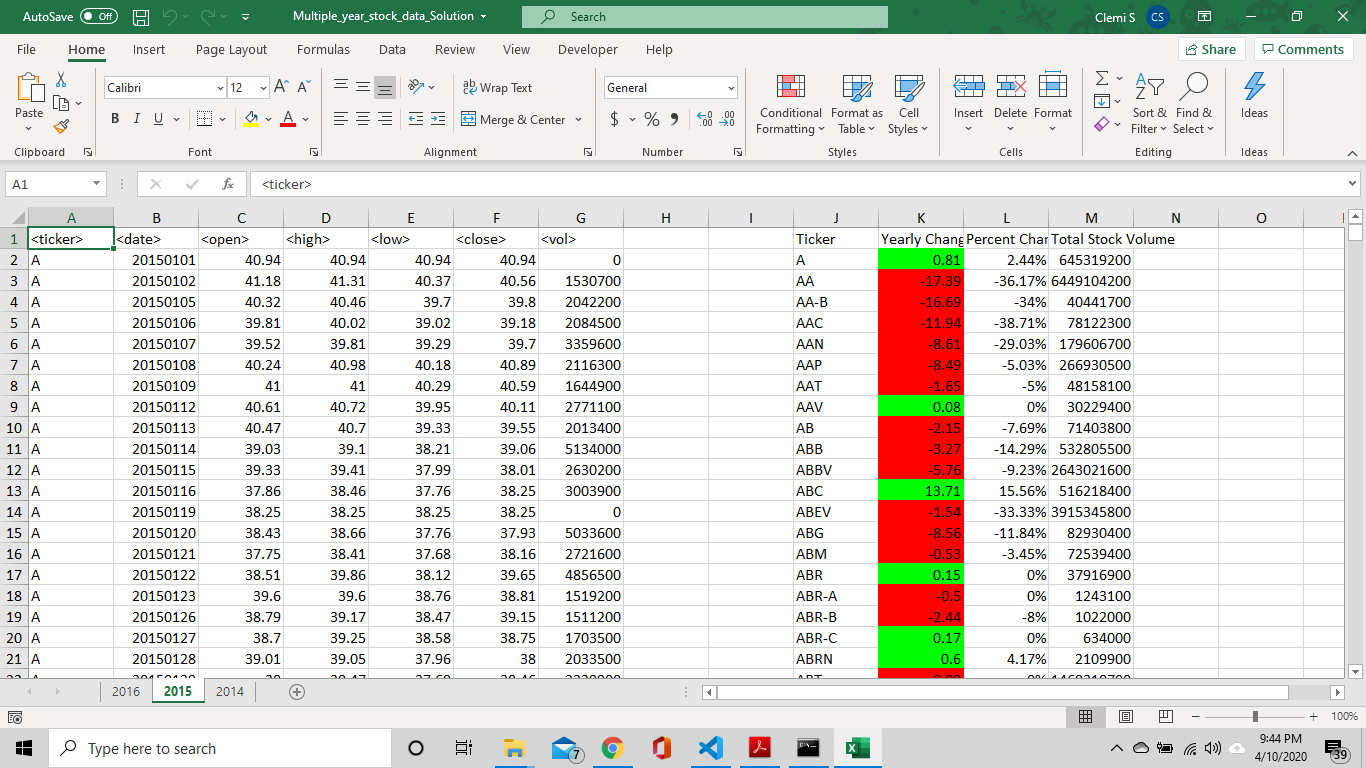 AutoSave Off Multiple_year_stock_data_Solution Search Clemi S CS
File Home Insert Page Layout Formulas Data Review View Developer Help Share Comments
Calibri 12 Wrap Text General
Paste B I U Merge & Center $ % Conditional Formatting Format as Table Cell Styles Insert Delete Format Sort & Filter Find & Select Ideas
Clipboard Font Alignment Number Styles Cells Editing Ideas
A1 fx <ticker>
A B C D E F G H I J K L M N O
1 <ticker> <date> <open> <high> <low> <close> <vol> Ticker Yearly Chang Percent Char Total Stock Volume
2 A 20150101 40.94 40.94 40.94 40.94 0 A 0.81 2.44% 645319200
3 A 20150102 41.18 41.31 40.37 40.56 1530700 AA -17.39 -36.17% 6449104200
4 A 20150105 40.32 40.46 39.7 39.8 2042200 AA-B -16.69 -34% 40441700
5 A 20150106 39.81 40.02 39.02 39.18 2084500 AAC -11.94 -38.71% 78122300
6 A 20150107 39.52 39.81 39.29 39.7 3359600 AAN -8.61 -29.03% 179606700
7 A 20150108 40.24 40.98 40.18 40.89 2116300 AAP -8.49 -5.03% 266930500
8 A 20150109 41 41 40.29 40.59 1644900 AAT -1.65 -5% 48158100
9 A 20150112 40.61 40.72 39.95 40.11 2771100 AAV 0.08 0% 30229400
10 A 20150113 40.47 40.7 39.33 39.55 2013400 AB -2.15 -7.69% 71403800
11 A 20150114 39.03 39.1 38.21 39.06 5134000 ABB -3.27 -14.29% 532805500
12 A 20150115 39.33 39.41 37.99 38.01 2630200 ABBV -5.76 -9.23% 2643021600
13 A 20150116 37.86 38.46 37.76 38.25 3003900 ABC 13.71 15.56% 516218400
14 A 20150119 38.25 38.25 38.25 38.25 0 ABEV -1.54 -33.33% 3915345800
15 A 20150120 38.43 38.66 37.76 37.93 5033600 ABG -8.56 -11.84% 82930400
16 A 20150121 37.75 38.41 37.68 38.16 2721600 ABM -0.53 -3.45% 72539400
17 A 20150122 38.51 39.86 38.12 39.65 4856500 ABR 0.15 0% 37916900
18 A 20150123 39.6 39.6 38.76 38.81 1519200 ABR-A -0.5 0% 1243100
19 A 20150126 38.79 39.17 38.47 39.15 1511200 ABR-B -2.44 -8% 1022000
20 A 20150127 38.7 39.25 38.58 38.75 1703500 ABR-C 0.17 0% 634000
21 A 20150128 39.01 39.05 37.96 38 2033500 ABRN 0.6 4.17% 2109900
2016 2015 2014
100%
Type here to search 7 9:44 PM
4/10/2020 39